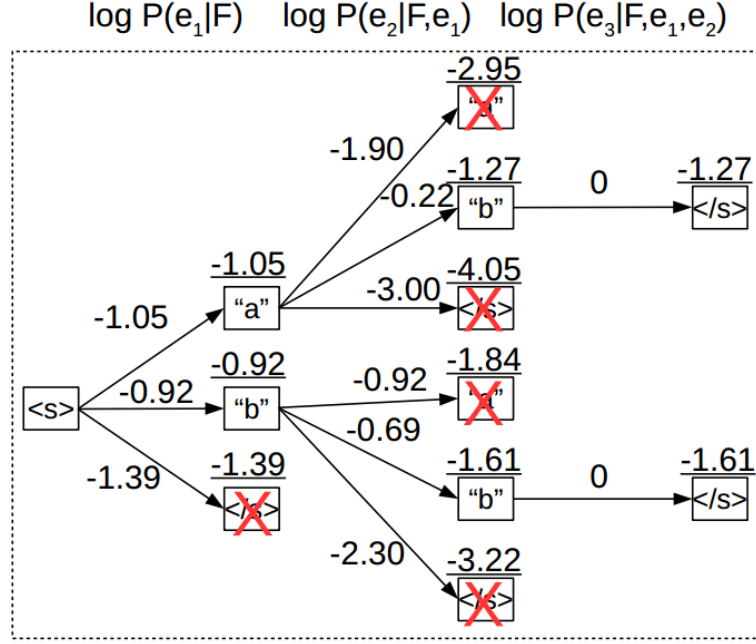 log P(e₁|F) log P(e₂|F,e₁) log P(e₃|F,e₁,e₂)
-2.95
"a"
-1.90
-1.27 0 -1.27
-0.22 "b" </s>
-1.05 -4.05
-3.00
"a" </s>
-1.05
-0.92 -1.84
-0.92
<s> -0.92 "b" "a"
-0.69
-1.39 -1.39 -1.61 0 -1.61
</s> "b" </s>
-2.30
-3.22
</s>